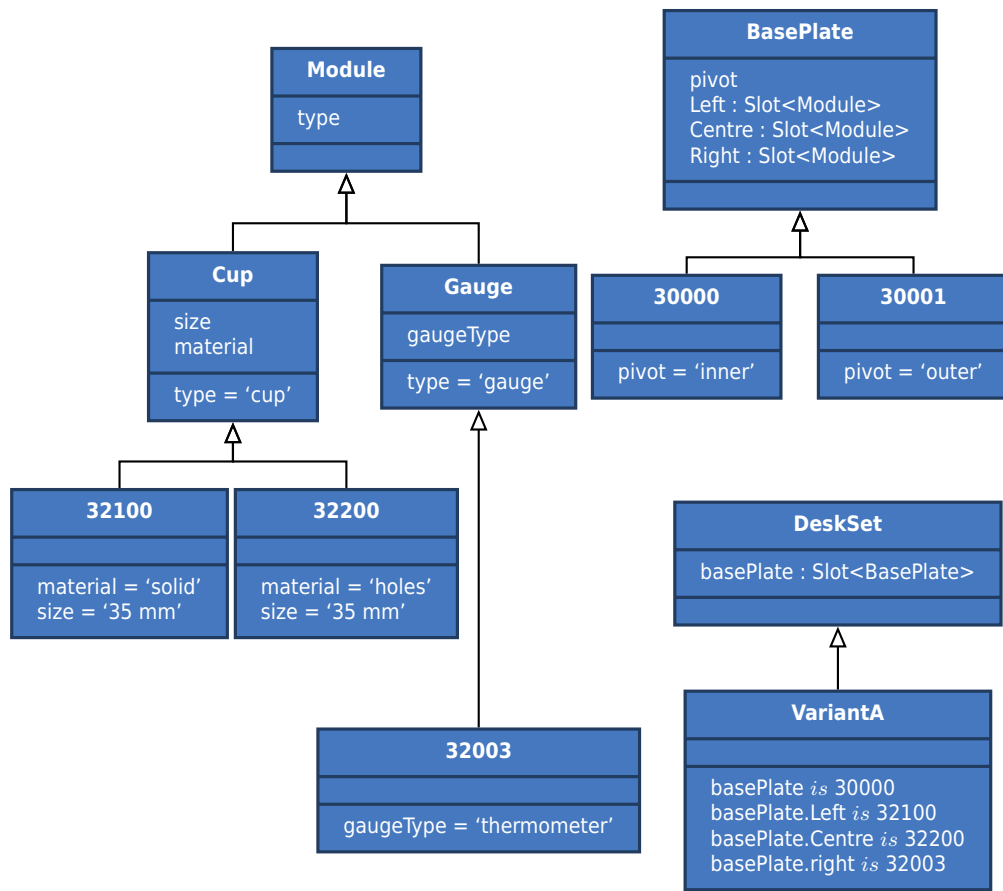 Module
type
BasePlate
pivot
Left : Slot<Module>
Centre : Slot<Module>
Right : Slot<Module>
Cup
size
material
type = ‘cup’
Gauge
gaugeType
type = ‘gauge’
30000
pivot = ‘inner’
30001
pivot = ‘outer’
32100
material = ‘solid’
size = ‘35 mm’
32200
material = ‘holes’
size = ‘35 mm’
DeskSet
basePlate : Slot<BasePlate>
32003
gaugeType = ‘thermometer’
VariantA
basePlate is 30000
basePlate.Left is 32100
basePlate.Centre is 32200
basePlate.right is 32003